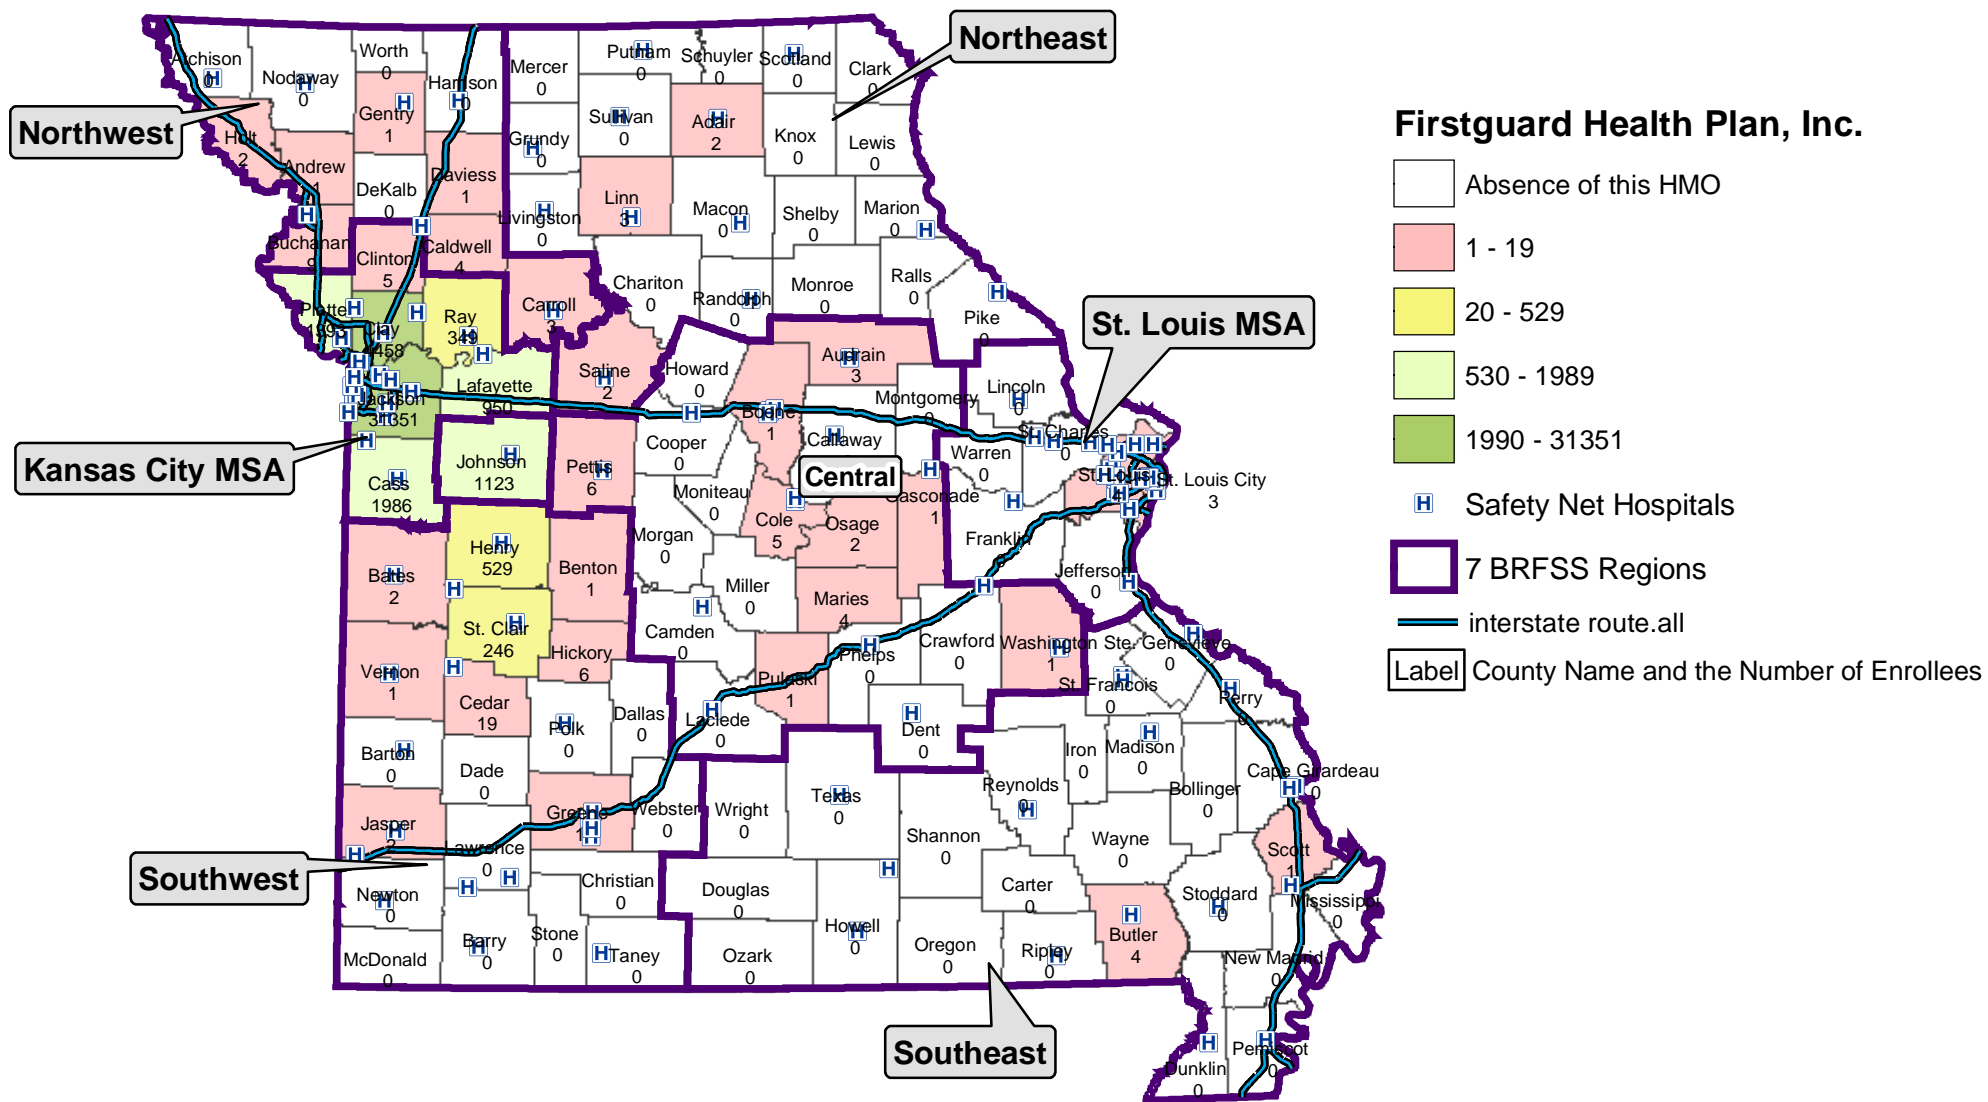 Northeast
Northwest
Firstguard Health Plan, Inc.
Absence of this HMO
1 - 19
20 - 529
530 - 1989
1990 - 31351
Safety Net Hospitals
7 BRFSS Regions
interstate route.all
Label County Name and the Number of Enrollees
St. Louis MSA
Kansas City MSA
Central
Southwest
Southeast
Atchison
0
Nodaway
0
Worth
0
Harrison
0
Mercer
0
Putnam
0
Schuyler
0
Scotland
0
Clark
0
Gentry
1
Holt
2
Andrew
1
DeKalb
0
Daviess
1
Grundy
0
Sullivan
0
Adair
2
Knox
0
Lewis
0
Livingston
0
Linn
3
Macon
0
Shelby
0
Marion
0
Buchanan
9
Clinton
5
Caldwell
4
Carroll
3
Chariton
0
Randolph
Monroe
0
Ralls
0
Pike
0
Platte
Clay
Ray
349
Jackson
31351
Lafayette
950
Saline
2
Howard
0
Boone
1
Audrain
3
Callaway
Montgomery
0
Lincoln
0
St. Charles
0
Warren
0
St. Louis
4
St. Louis City
3
Cass
1986
Johnson
1123
Pettis
6
Cooper
0
Moniteau
0
Cole
5
Osage
2
Gasconade
1
Franklin
Jefferson
0
Bates
2
Henry
529
Benton
1
Morgan
0
Miller
0
Maries
4
Camden
0
St. Clair
246
Hickory
6
Vernon
1
Cedar
19
Polk
0
Dallas
0
Laclede
0
Pulaski
1
Phelps
0
Crawford
0
Washington
1
Ste. Genevieve
0
St. Francois
0
Perry
0
Dent
0
Barton
0
Dade
0
Greene
Webster
0
Wright
0
Texas
0
Shannon
0
Reynolds
0
Iron
0
Madison
0
Bollinger
0
Cape Girardeau
0
Jasper
2
Lawrence
0
Newton
0
Christian
0
Douglas
0
Howell
0
Carter
0
Wayne
0
Scott
1
Stoddard
0
Mississippi
0
McDonald
0
Barry
0
Stone
0
Taney
0
Ozark
0
Oregon
0
Ripley
0
Butler
4
New Madrid
0
Dunklin
0
Pemiscot
0